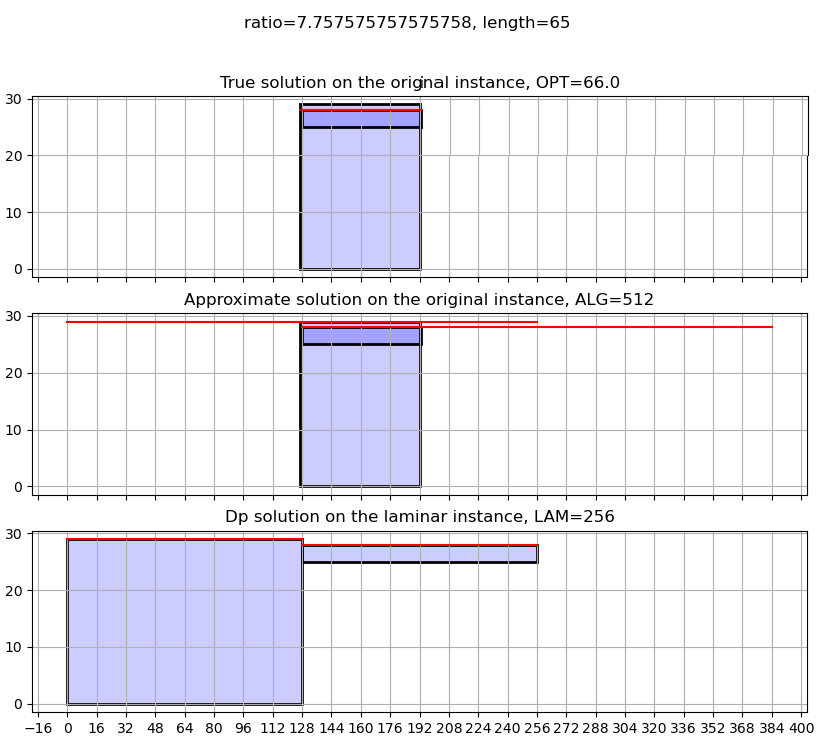 ratio=7.757575757575758, length=65
True solution on the original instance, OPT=66.0
30
20
10
0
Approximate solution on the original instance, ALG=512
30
20
10
0
Dp solution on the laminar instance, LAM=256
30
20
10
0
−16 0 16 32 48 64 80 96 112 128 144 160 176 192 208 224 240 256 272 288 304 320 336 352 368 384 400